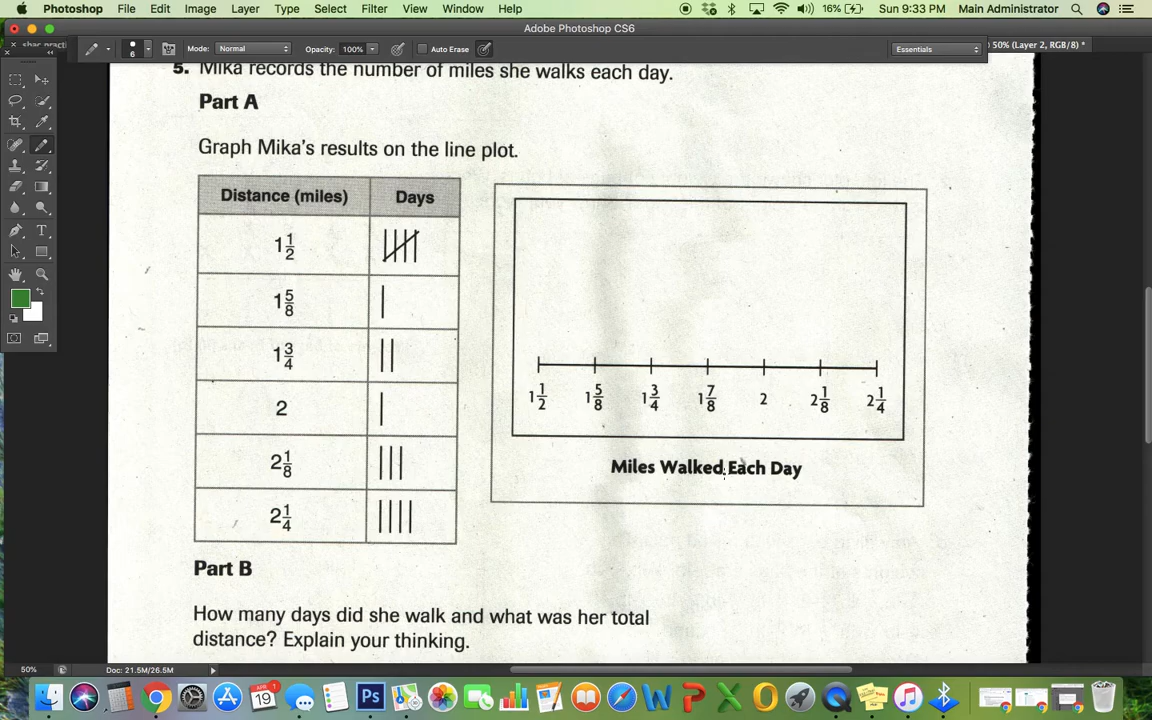 Photoshop File Edit Image Layer Type Select Filter View Window Help 16% Sun 9:33 PM Main Administrator
Adobe Photoshop CS6
50% (Layer 2, RGB/8) *
6 Mode: Normal Opacity: 100% Auto Erase Essentials
5. Mika records the number of miles she walks each day.
Part A
Graph Mika's results on the line plot.
Distance (miles) Days
1 1/2
1 5/8
1 3/4
2
2 1/8
2 1/4
1 1/2 1 5/8 1 3/4 1 7/8 2 2 1/8 2 1/4
Miles Walked Each Day
Part B
How many days did she walk and what was her total
distance? Explain your thinking.
50% Doc: 21.5M/26.5M
APR
19
1
Ps